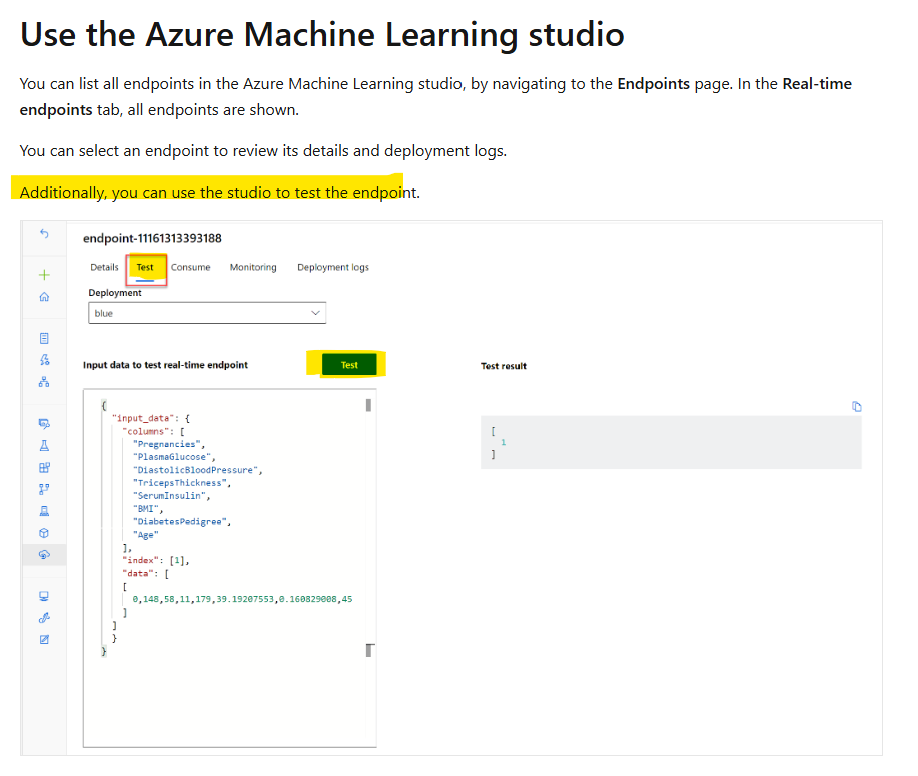 Use the Azure Machine Learning studio
You can list all endpoints in the Azure Machine Learning studio, by navigating to the Endpoints page. In the Real-time
endpoints tab, all endpoints are shown.
You can select an endpoint to review its details and deployment logs.
Additionally, you can use the studio to test the endpoint.
endpoint-11161313393188
Details Test Consume Monitoring Deployment logs
Deployment
blue
Input data to test real-time endpoint Test Test result
{
"input_data": {
"columns": [
"Pregnancies",
"PlasmaGlucose",
"DiastolicBloodPressure",
"TricepsThickness",
"SerumInsulin",
"BMI",
"DiabetesPedigree",
"Age"
],
"index": [1],
"data": [
[
0,148,58,11,179,39.19207553,0.160829008,45
]
]
}
}
[
1
]